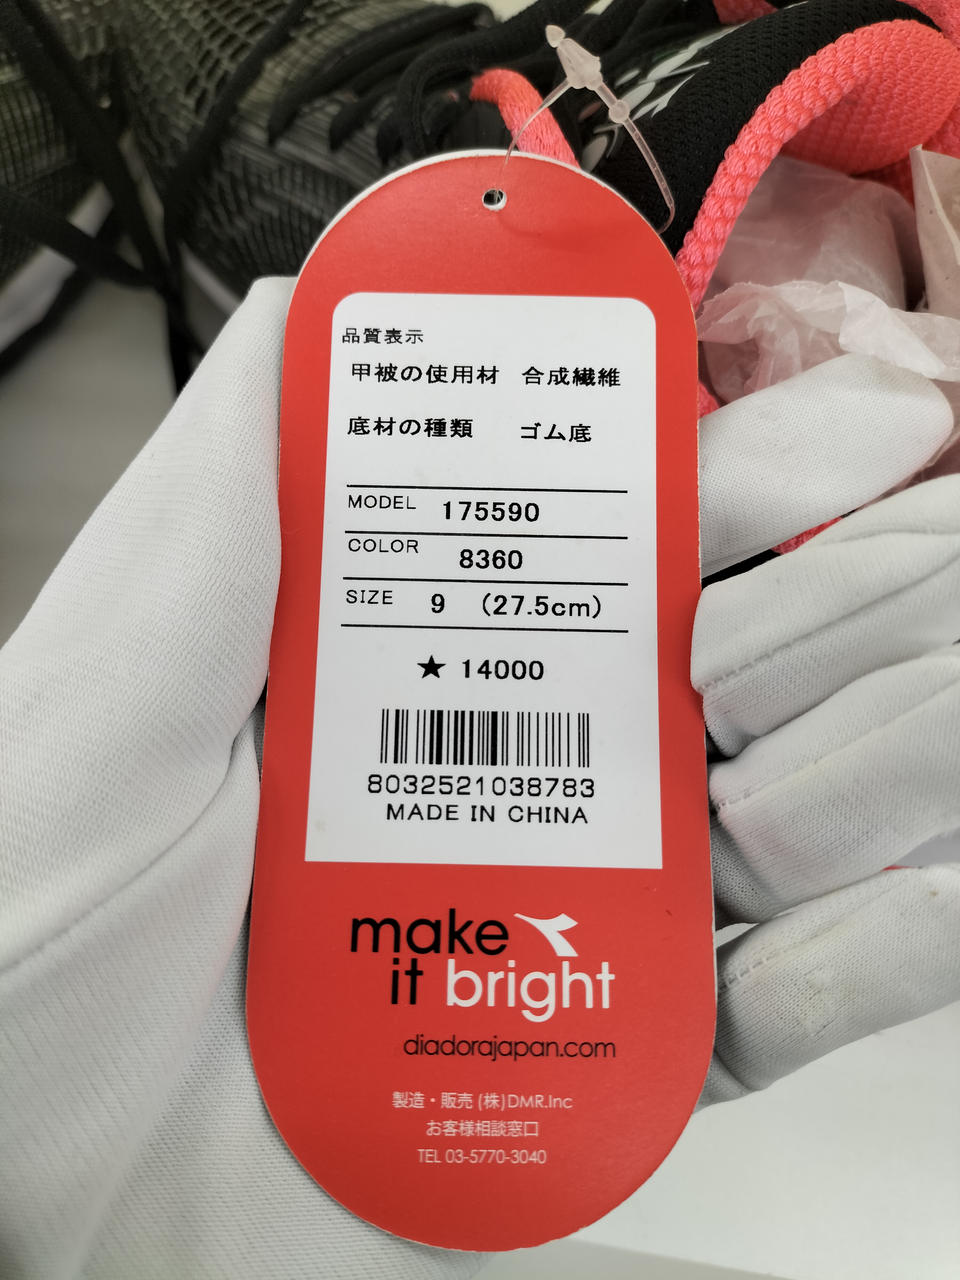 品質表示
甲被の使用材 合成繊維
底材の種類 ゴム底
MODEL 175590
COLOR 8360
SIZE 9 (27.5cm)
★ 14000
8032521038783
MADE IN CHINA
make
it bright
diadorajapan.com
製造・販売 (株)DMR.Inc
お客様相談窓口
TEL 03-5770-3040